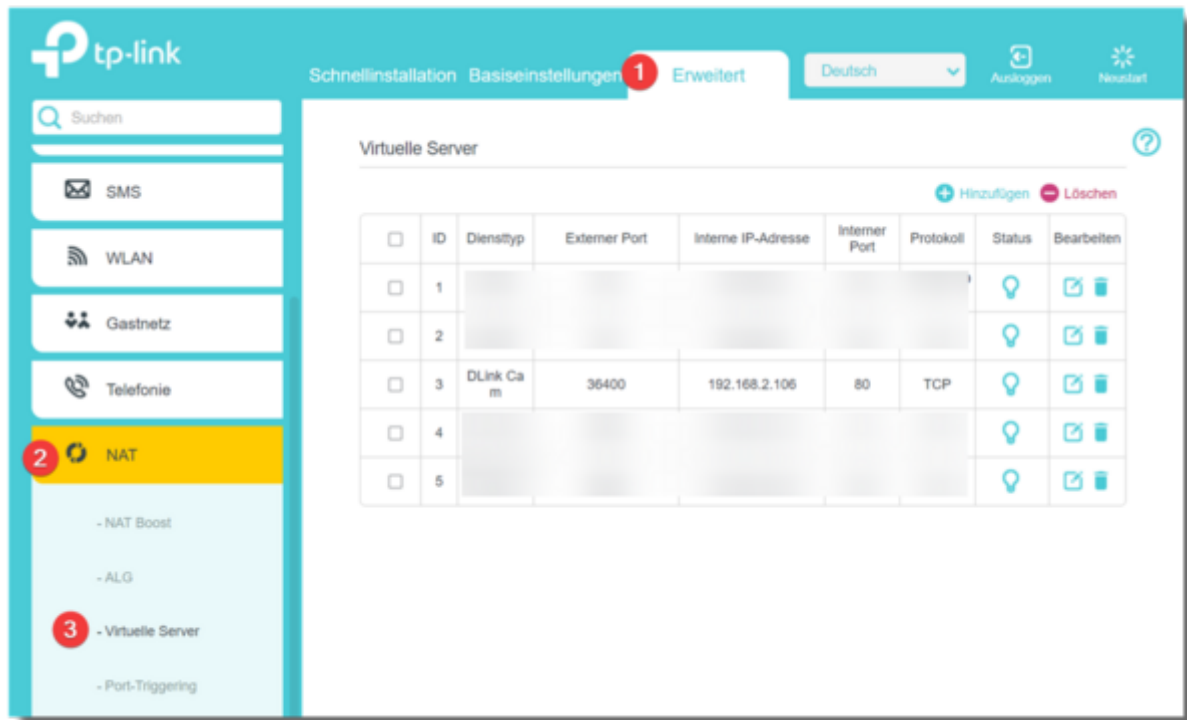 tp-link
Schnellinstallation Basiseinstellungen 1 Erweitert Deutsch Ausloggen Neustart
Suchen
SMS
WLAN
Gastnetz
Telefonie
2 NAT
- NAT Boost
- ALG
3 - Virtuelle Server
- Port-Triggering
Virtuelle Server
?
Hinzufügen Löschen
ID Diensttyp Externer Port Interne IP-Adresse Interner Port Protokoll Status Bearbeiten
1
2
3 DLink Cam 36400 192.168.2.106 80 TCP
4
5